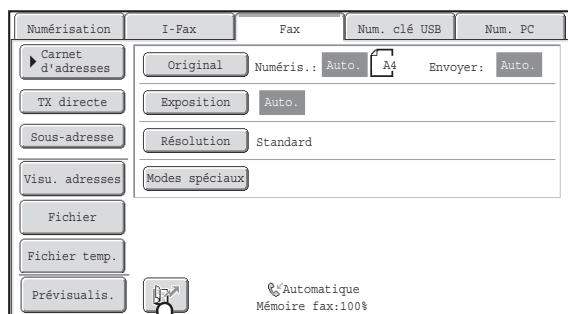 Numérisation
I-Fax
Fax
Num. clé USB
Num. PC
Carnet
d'adresses
Original
Numéris.:
Auto.
A4
Envoyer:
Auto.
TX directe
Exposition
Auto.
Sous-adresse
Résolution
Standard
Visu. adresses
Modes spéciaux
Fichier
Fichier temp.
Prévisualis.
Automatique
Mémoire fax:100%